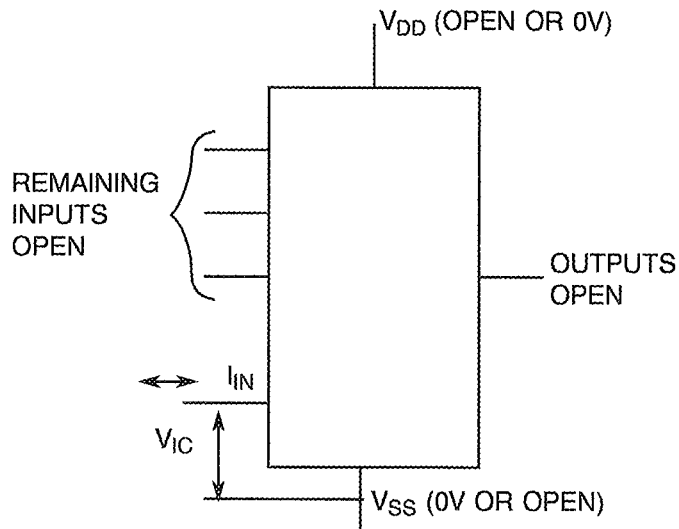 VDD (OPEN OR 0V)
REMAINING
INPUTS
OPEN
OUTPUTS
OPEN
IIN
VIC
VSS (0V OR OPEN)